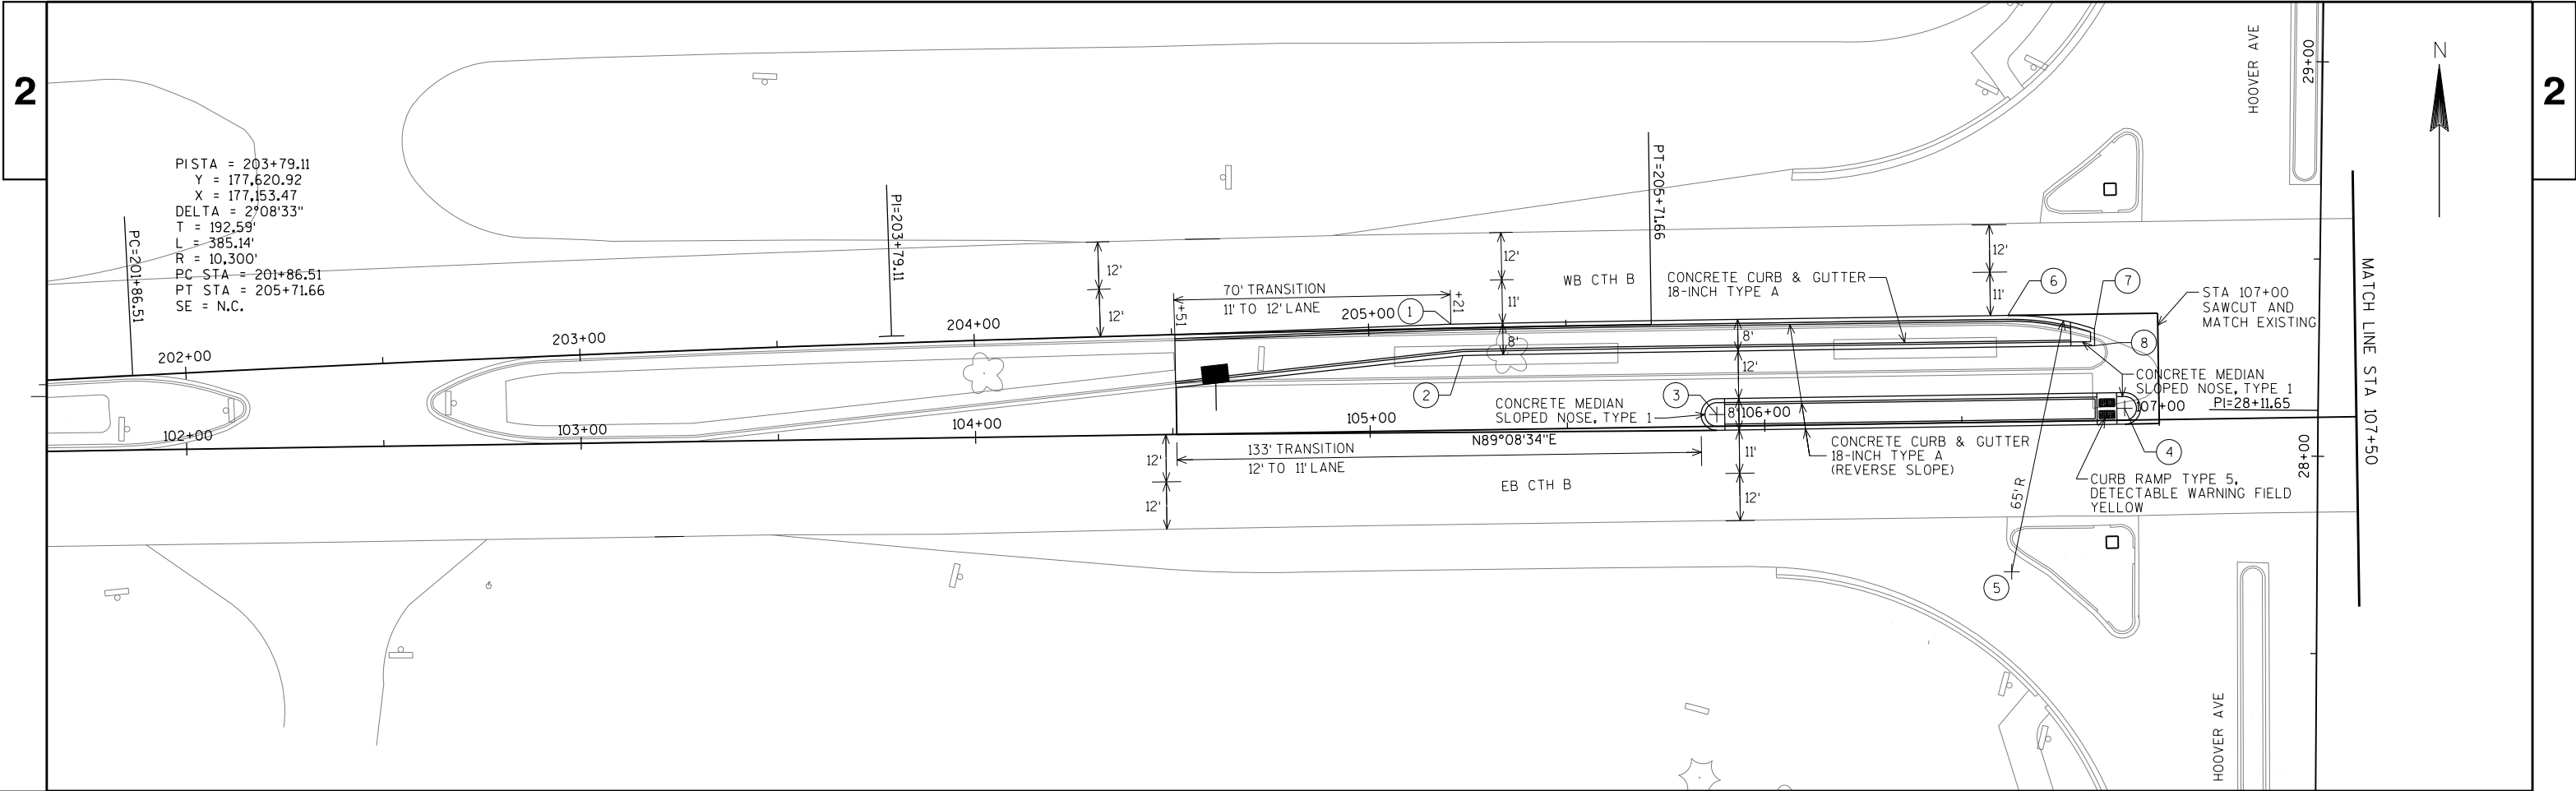 2
2
HOOVER AVE
29+00
N
PI STA = 203+79.11
Y = 177,620.92
X = 177,153.47
DELTA = 2°08'33"
T = 192.59'
L = 385.14'
R = 10,300'
PC STA = 201+86.51
PT STA = 205+71.66
SE = N.C.
PC=201+86.51
PI=203+79.11
PT=205+71.66
12'
12'
12'
11'
8'
12'
11'
70' TRANSITION
11' TO 12' LANE
+51
+21
WB CTH B
CONCRETE CURB & GUTTER
18-INCH TYPE A
202+00
203+00
204+00
205+00
1
2
3
4
5
6
7
8
STA 107+00
SAWCUT AND
MATCH EXISTING
MATCH LINE STA 107+50
CONCRETE MEDIAN
SLOPED NOSE, TYPE 1
PI=28+11.65
107+00
8'
12'
8'
106+00
CONCRETE MEDIAN
SLOPED NOSE, TYPE 1
102+00
103+00
104+00
105+00
N89°08'34"E
133' TRANSITION
12' TO 11' LANE
12'
12'
11'
12'
EB CTH B
CONCRETE CURB & GUTTER
18-INCH TYPE A
(REVERSE SLOPE)
CURB RAMP TYPE 5,
DETECTABLE WARNING FIELD
YELLOW
65'R
28+00
HOOVER AVE